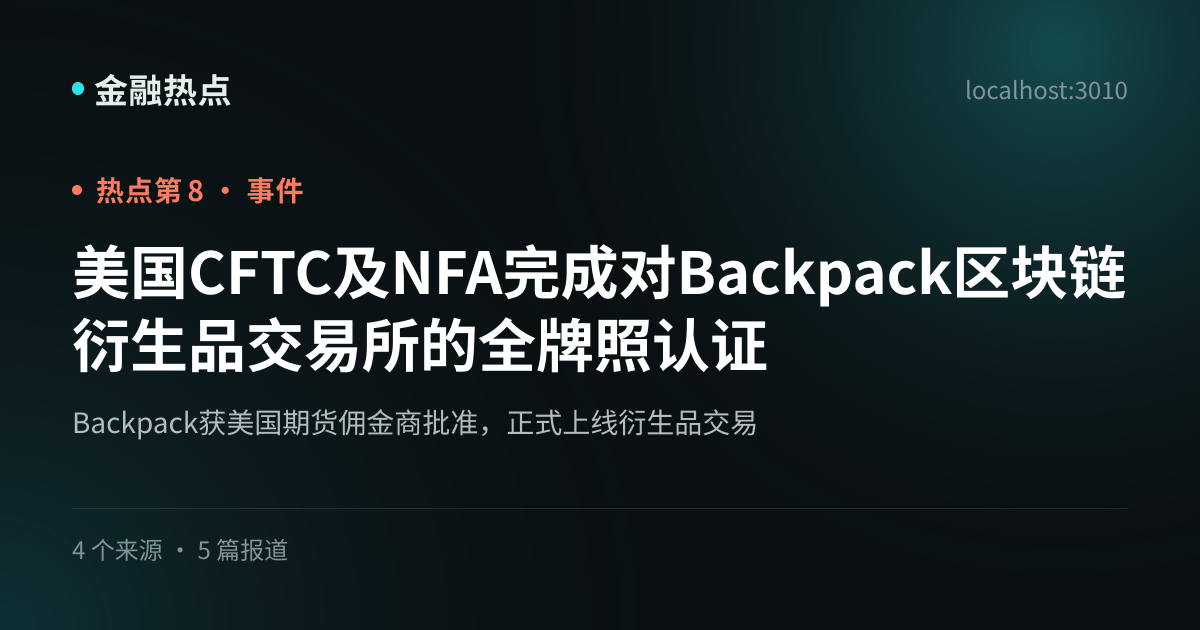 金融热点
localhost:3010
热点第 8 · 事件
美国CFTC及NFA完成对Backpack区块链
衍生品交易所的全牌照认证
Backpack获美国期货佣金商批准，正式上线衍生品交易
4 个来源 · 5 篇报道